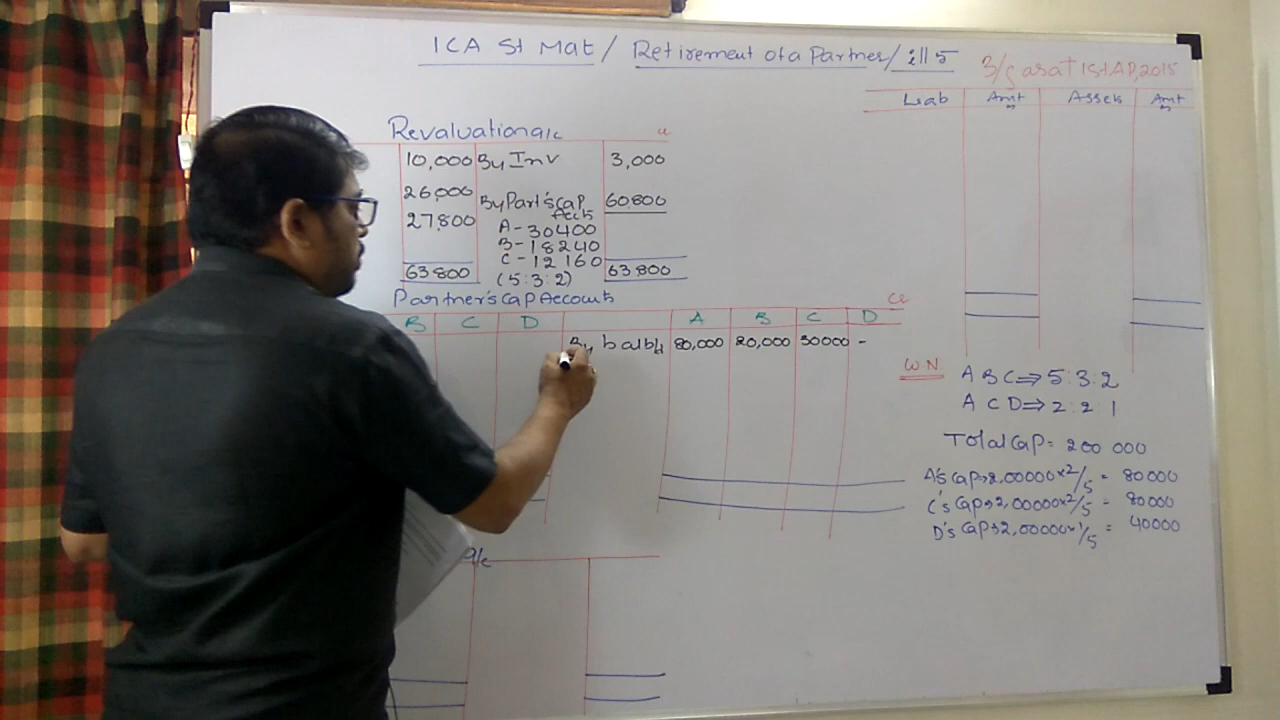 ICA St Mat / Retirement of a Partner / ill 5
B/S as at 1st AP, 2015
Liab Amt Assets Amt
Revaluation a/c
10,000 By Inv 3,000
26,000 By Part's cap Accts 60800
27,800 A - 30400
B - 18240
C - 12160
63800 (5:3:2) 63800
Partner's Cap Accounts
B C D A B C D
By bal b/d 80,000 20,000 30000 -
WN
A B C ⇒ 5:3:2
A C D ⇒ 2:2:1
Total Cap = 200 000
A's Cap → 2,00000 × 2/5 = 80000
C's Cap → 2,00000 × 2/5 = 80000
D's Cap → 2,00000 × 1/5 = 40000
a/c